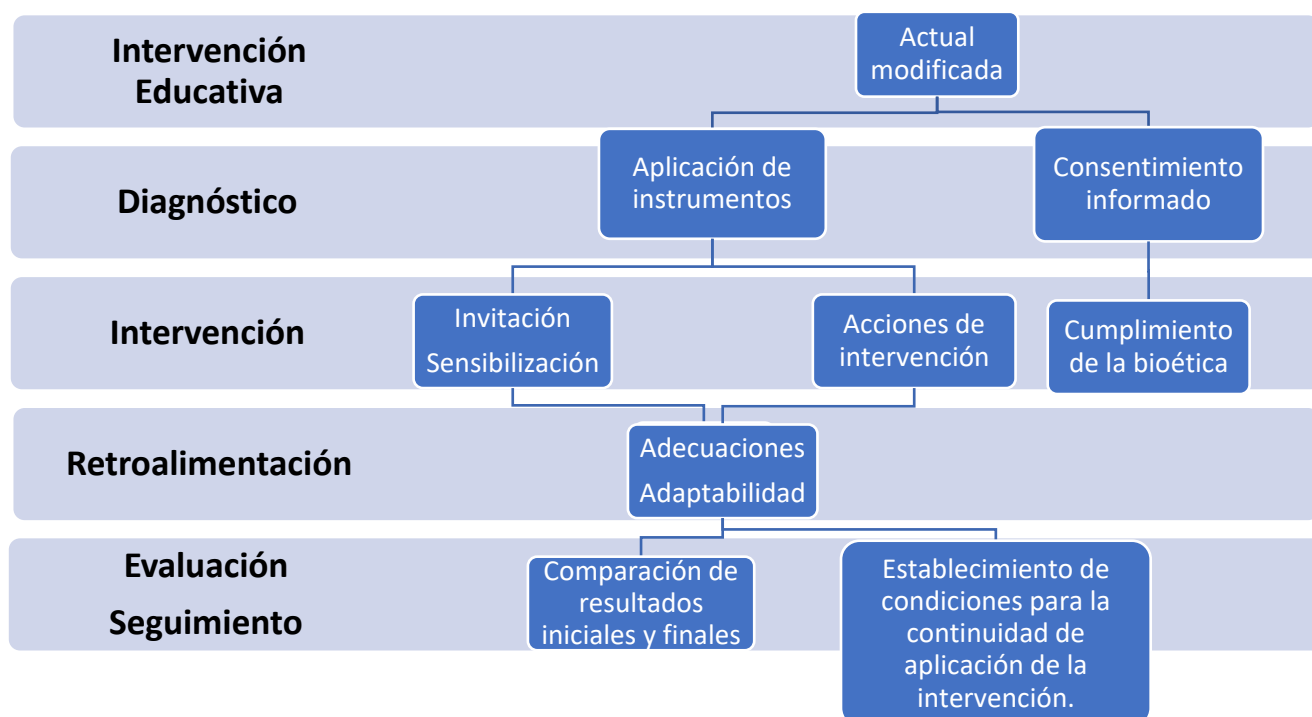 Intervención
Educativa
Actual
modificada
Diagnóstico
Aplicación de
instrumentos
Consentimiento
informado
Intervención
Invitación
Sensibilización
Acciones de
intervención
Cumplimiento
de la bioética
Retroalimentación
Adecuaciones
Adaptabilidad
Evaluación
Seguimiento
Comparación de
resultados
iniciales y finales
Establecimiento de
condiciones para la
continuidad de
aplicación de la
intervención.